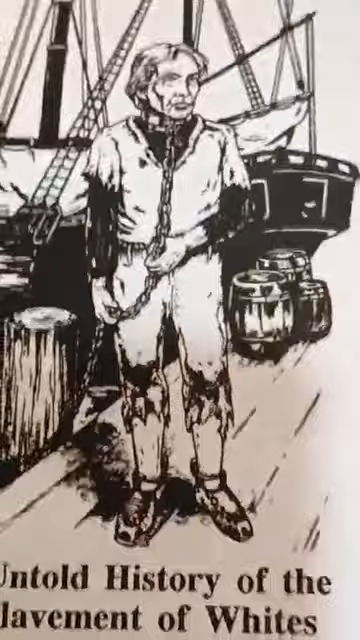 Untold History of the
lavement of Whites